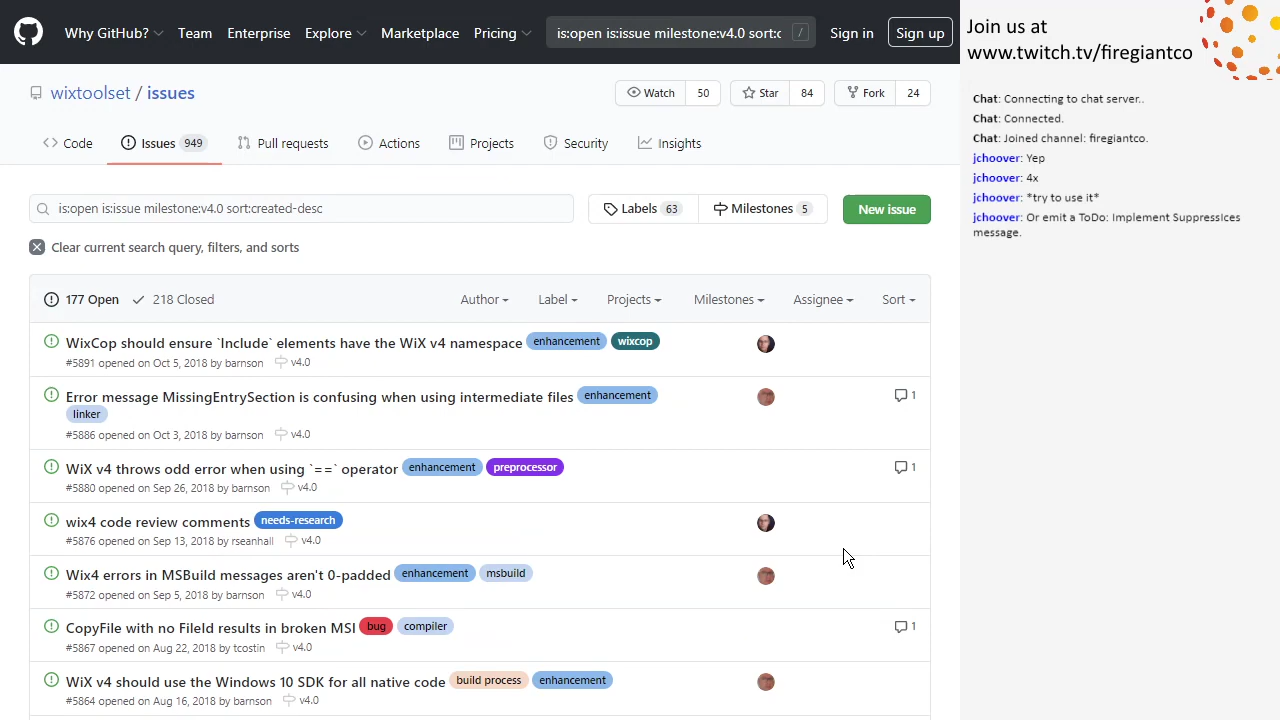 Why GitHub? Team Enterprise Explore Marketplace Pricing is:open is:issue milestone:v4.0 sort:c / Sign in Sign up
wixtoolset / issues
Watch 50 Star 84 Fork 24
Code Issues 949 Pull requests Actions Projects Security Insights
is:open is:issue milestone:v4.0 sort:created-desc
Labels 63 Milestones 5 New issue
Clear current search query, filters, and sorts
177 Open 218 Closed Author Label Projects Milestones Assignee Sort
WixCop should ensure `Include` elements have the WiX v4 namespace enhancement wixcop
#5891 opened on Oct 5, 2018 by barnson v4.0
Error message MissingEntrySection is confusing when using intermediate files enhancement 1
linker
#5886 opened on Oct 3, 2018 by barnson v4.0
WiX v4 throws odd error when using `==` operator enhancement preprocessor 1
#5880 opened on Sep 26, 2018 by barnson v4.0
wix4 code review comments needs-research
#5876 opened on Sep 13, 2018 by rseanhall v4.0
Wix4 errors in MSBuild messages aren't 0-padded enhancement msbuild
#5872 opened on Sep 5, 2018 by barnson v4.0
CopyFile with no FileId results in broken MSI bug compiler 1
#5867 opened on Aug 22, 2018 by tcostin v4.0
WiX v4 should use the Windows 10 SDK for all native code build process enhancement
#5864 opened on Aug 16, 2018 by barnson v4.0
Join us at
www.twitch.tv/firegiantco
Chat: Connecting to chat server..
Chat: Connected.
Chat: Joined channel: firegiantco.
jchoover: Yep
jchoover: 4x
jchoover: *try to use it*
jchoover: Or emit a ToDo: Implement SuppressIces
message.